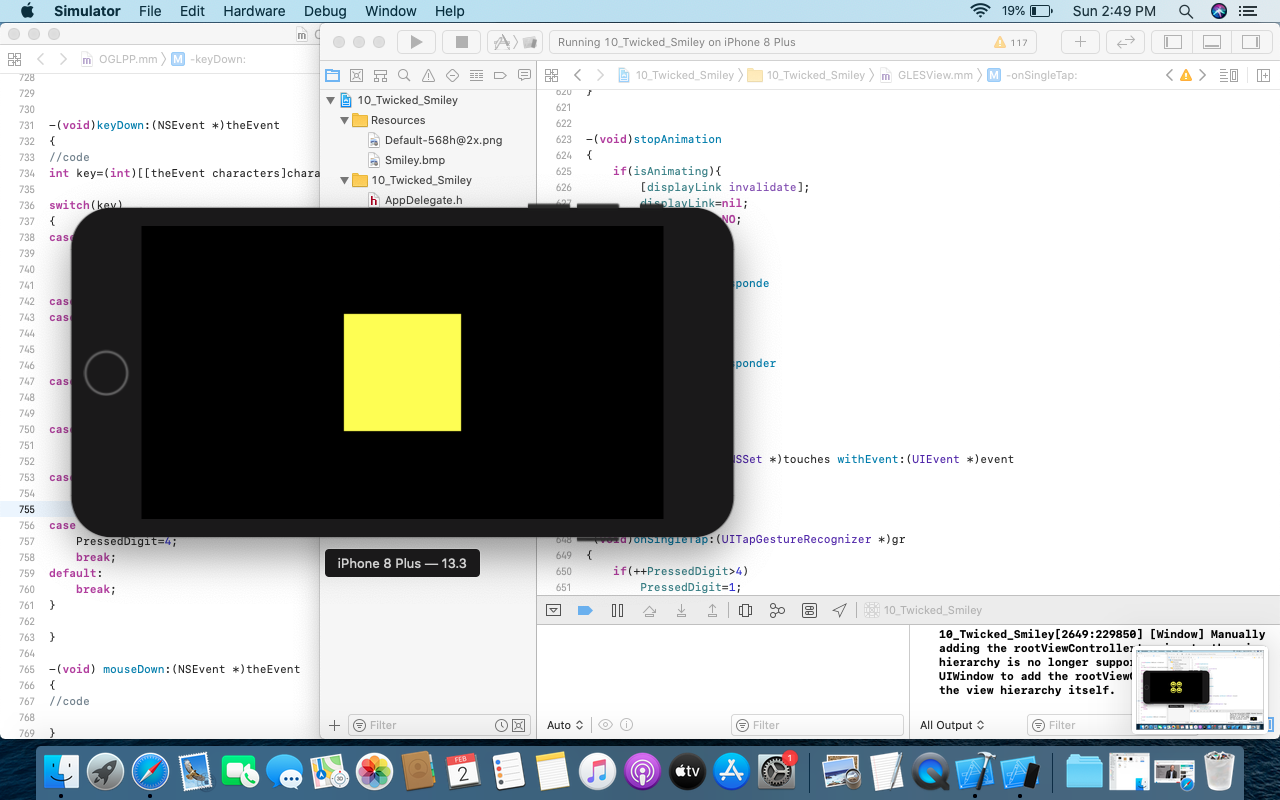 Simulator File Edit Hardware Debug Window Help 19% Sun 2:49 PM
Running 10_Twicked_Smiley on iPhone 8 Plus 117
OGLPP.mm -keyDown:
728
729
730
731 -(void)keyDown:(NSEvent *)theEvent
732 {
733 //code
734 int key=(int)[[theEvent characters]chara
735
736 switch(key)
737 {
738 case
739
740
741
742 case
743 case
744
745
746
747 case
748
749
750 case
751
752
753 case
754
755
756 case
757 PressedDigit=4;
758 break;
759 default:
760 break;
761 }
762
763 }
764
765 -(void) mouseDown:(NSEvent *)theEvent
766 {
767 //code
768
769 }
10_Twicked_Smiley
Resources
Default-568h@2x.png
Smiley.bmp
10_Twicked_Smiley
AppDelegate.h
iPhone 8 Plus — 13.3
Filter
10_Twicked_Smiley 10_Twicked_Smiley GLESView.mm -onSingleTap:
620 }
621
622
623 -(void)stopAnimation
624 {
625 if(isAnimating){
626 [displayLink invalidate];
627 displayLink=nil;
NO;
sponde
sponder
NSSet *)touches withEvent:(UIEvent *)event
648 -(void)onSingleTap:(UITapGestureRecognizer *)gr
649 {
650 if(++PressedDigit>4)
651 PressedDigit=1;
10_Twicked_Smiley
10_Twicked_Smiley[2649:229850] [Window] Manually
adding the rootViewController's
hierarchy is no longer suppor
UIWindow to add the rootViewC
the view hierarchy itself.
Auto Filter All Output Filter
FEB
2
tv
1